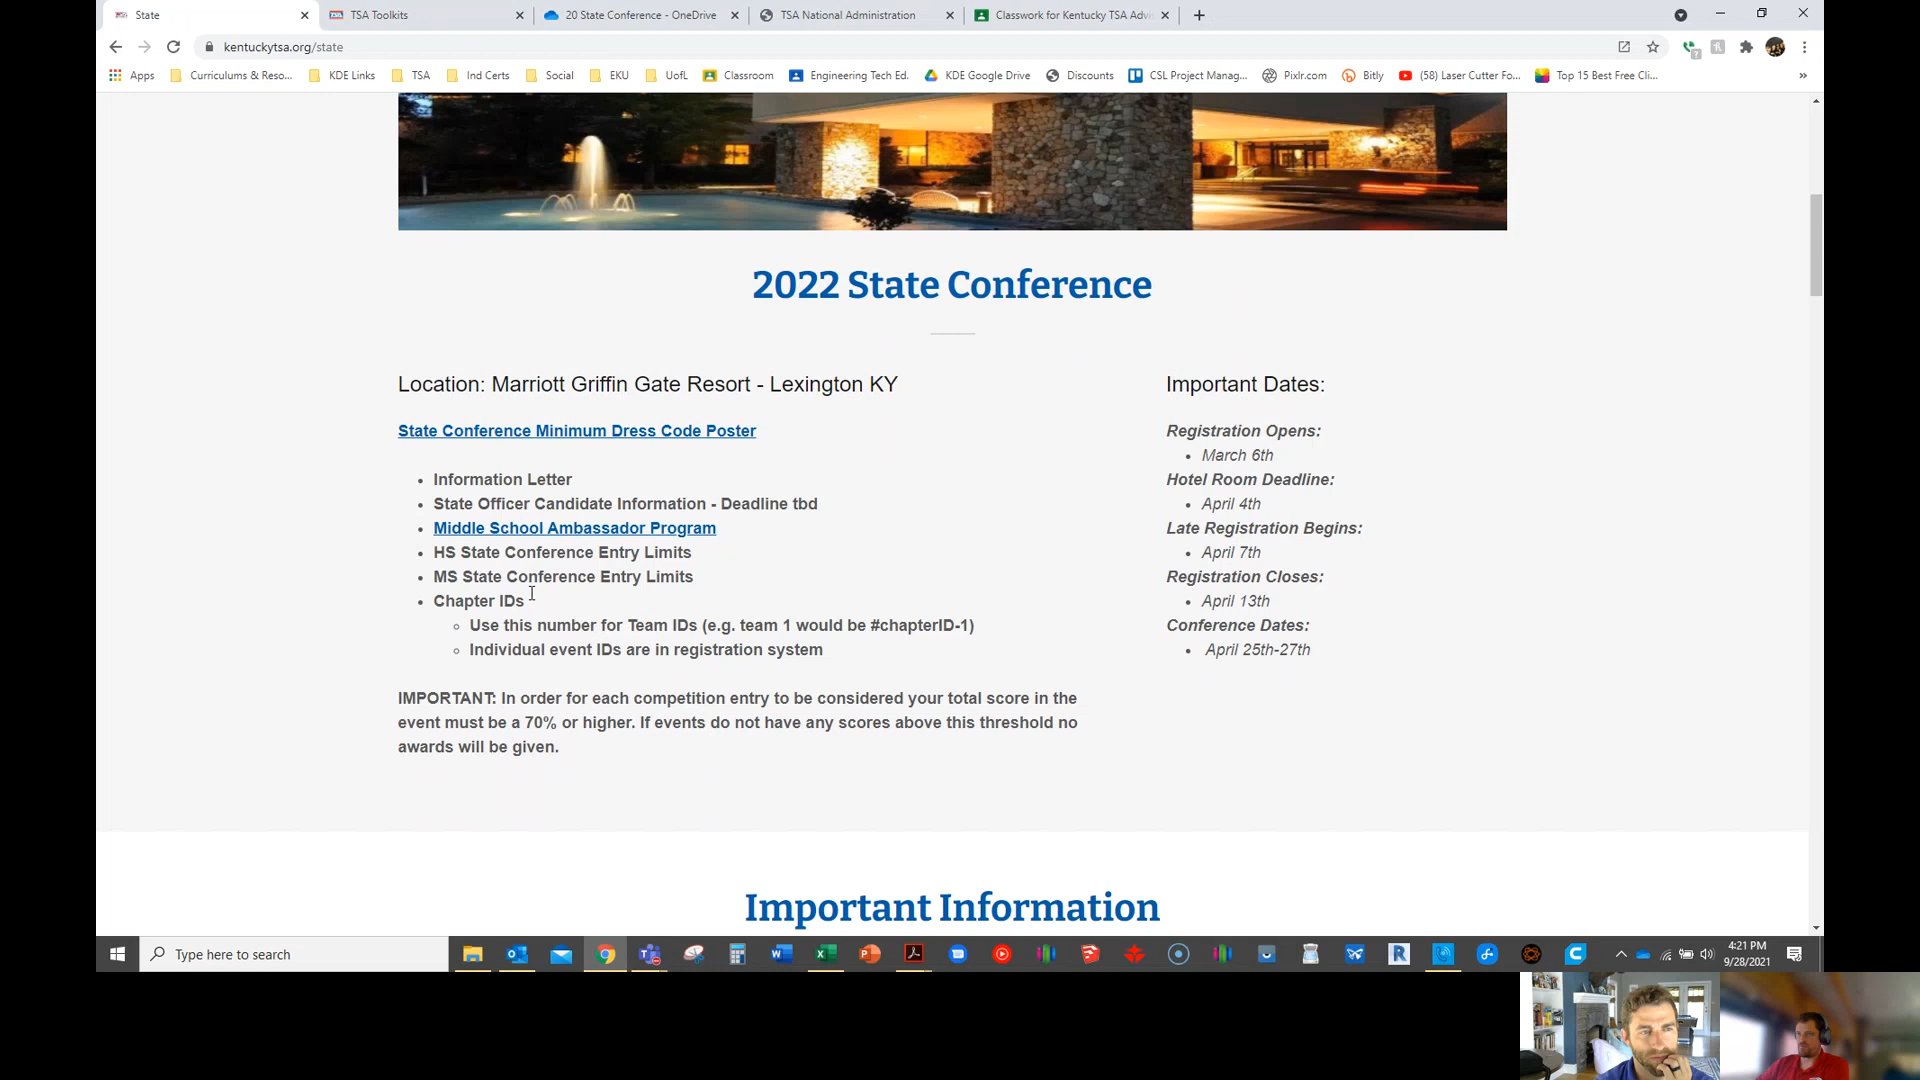 State
TSA Toolkits
20 State Conference - OneDrive
TSA National Administration
Classwork for Kentucky TSA Advi
kentuckytsa.org/state
Apps
Curriculums & Reso...
KDE Links
TSA
Ind Certs
Social
EKU
UofL
Classroom
Engineering Tech Ed.
KDE Google Drive
Discounts
CSL Project Manag...
Pixlr.com
Bitly
(58) Laser Cutter Fo...
Top 15 Best Free Cli...
2022 State Conference
Location: Marriott Griffin Gate Resort - Lexington KY
State Conference Minimum Dress Code Poster
• Information Letter
• State Officer Candidate Information - Deadline tbd
• Middle School Ambassador Program
• HS State Conference Entry Limits
• MS State Conference Entry Limits
• Chapter IDs
◦ Use this number for Team IDs (e.g. team 1 would be #chapterID-1)
◦ Individual event IDs are in registration system
IMPORTANT: In order for each competition entry to be considered your total score in the
event must be a 70% or higher. If events do not have any scores above this threshold no
awards will be given.
Important Dates:
Registration Opens:
• March 6th
Hotel Room Deadline:
• April 4th
Late Registration Begins:
• April 7th
Registration Closes:
• April 13th
Conference Dates:
• April 25th-27th
Important Information
Type here to search
4:21 PM
9/28/2021